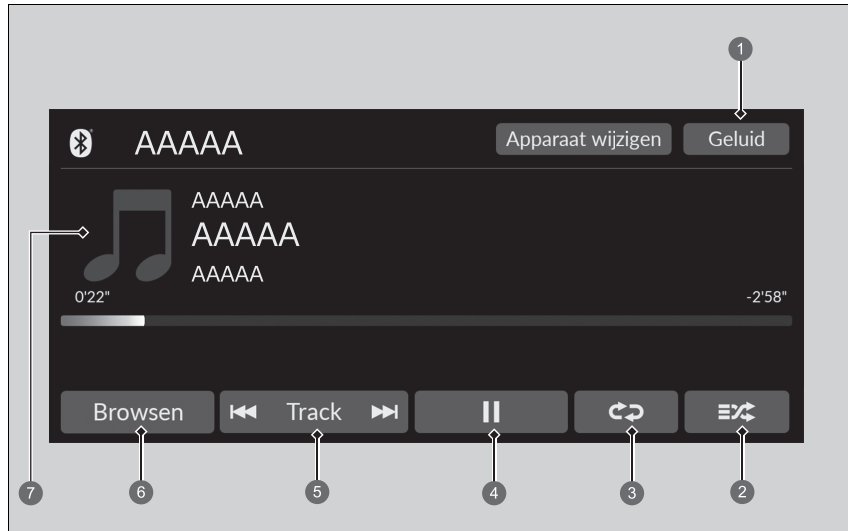 1
AAAAA
Apparaat wijzigen
Geluid
AAAAA
AAAAA
AAAAA
7
0'22"
-2'58"
Browsen
Track
6
5
4
3
2